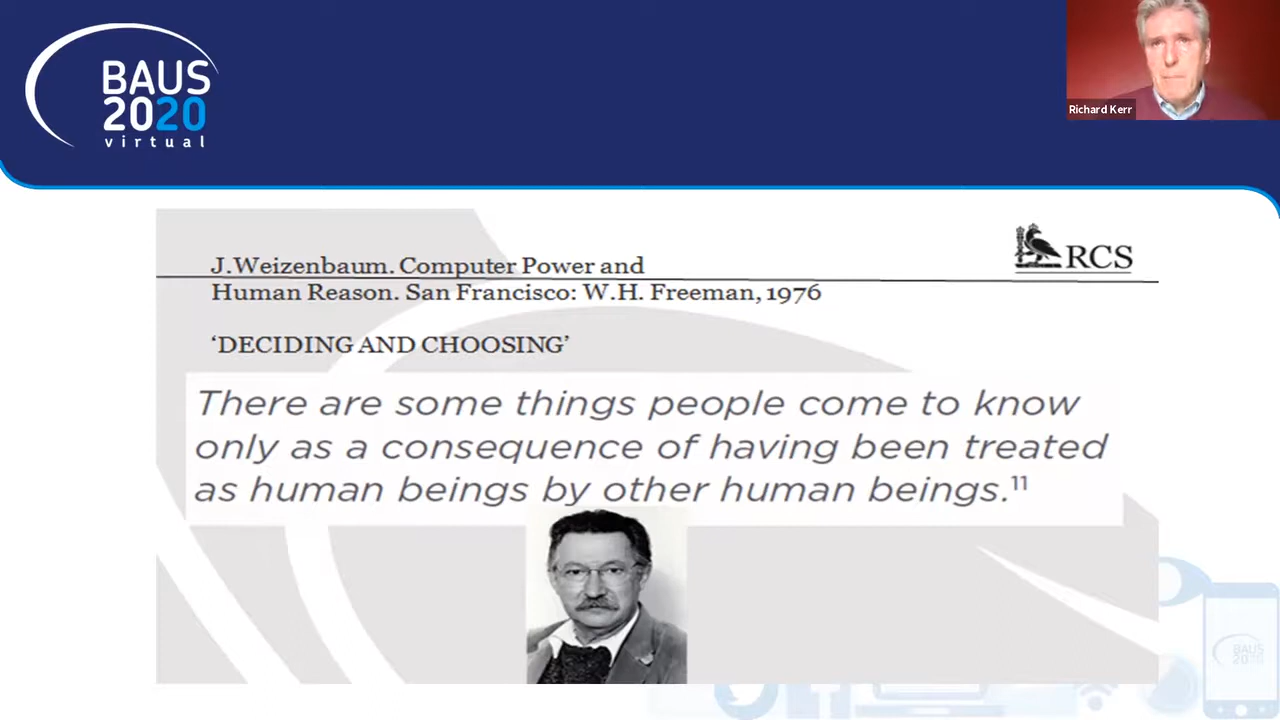 BAUS
2020
virtual
Richard Kerr
RCS
J.Weizenbaum. Computer Power and
Human Reason. San Francisco: W.H. Freeman, 1976
‘DECIDING AND CHOOSING’
There are some things people come to know
only as a consequence of having been treated
as human beings by other human beings.¹¹
BAUS
2020